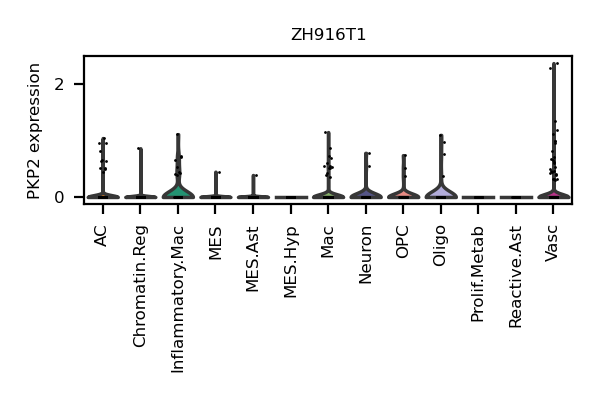 ZH916T1
PKP2 expression
2
0
AC
Chromatin.Reg
Inflammatory.Mac
MES
MES.Ast
MES.Hyp
Mac
Neuron
OPC
Oligo
Prolif.Metab
Reactive.Ast
Vasc